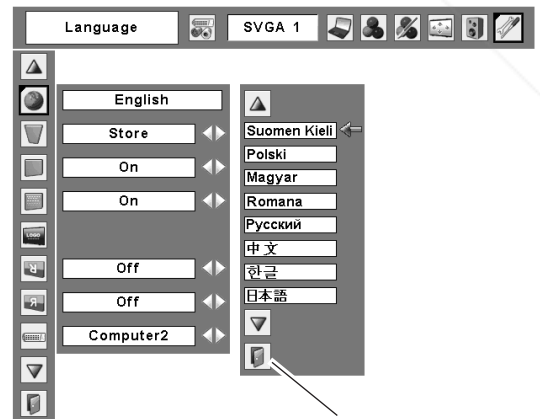 Language
SVGA 1
English
Store
On
On
LOGO
R
Off
R
Off
Computer2
Suomen Kieli
Polski
Magyar
Romana
Русский
中文
한글
日本語